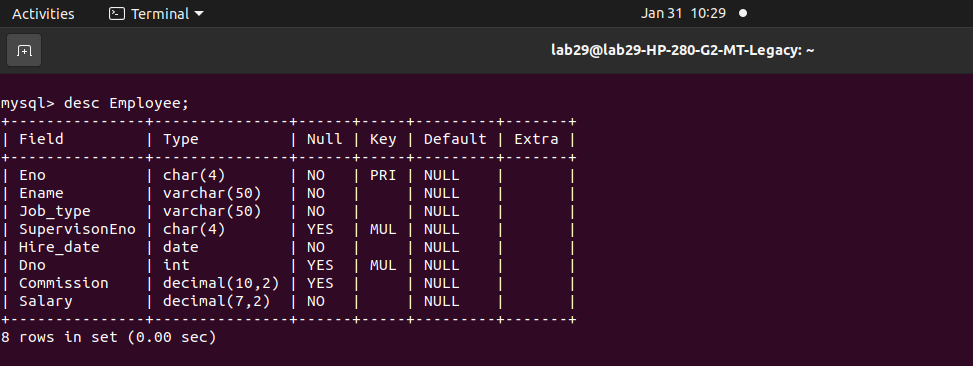 Activities Terminal Jan 31 10:29
lab29@lab29-HP-280-G2-MT-Legacy: ~
mysql> desc Employee;
+---------------+---------------+------+-----+---------+-------+
| Field         | Type          | Null | Key | Default | Extra |
+---------------+---------------+------+-----+---------+-------+
| Eno           | char(4)       | NO   | PRI | NULL    |       |
| Ename         | varchar(50)   | NO   |     | NULL    |       |
| Job_type      | varchar(50)   | NO   |     | NULL    |       |
| SupervisonEno | char(4)       | YES  | MUL | NULL    |       |
| Hire_date     | date          | NO   |     | NULL    |       |
| Dno           | int           | YES  | MUL | NULL    |       |
| Commission    | decimal(10,2) | YES  |     | NULL    |       |
| Salary        | decimal(7,2)  | NO   |     | NULL    |       |
+---------------+---------------+------+-----+---------+-------+
8 rows in set (0.00 sec)